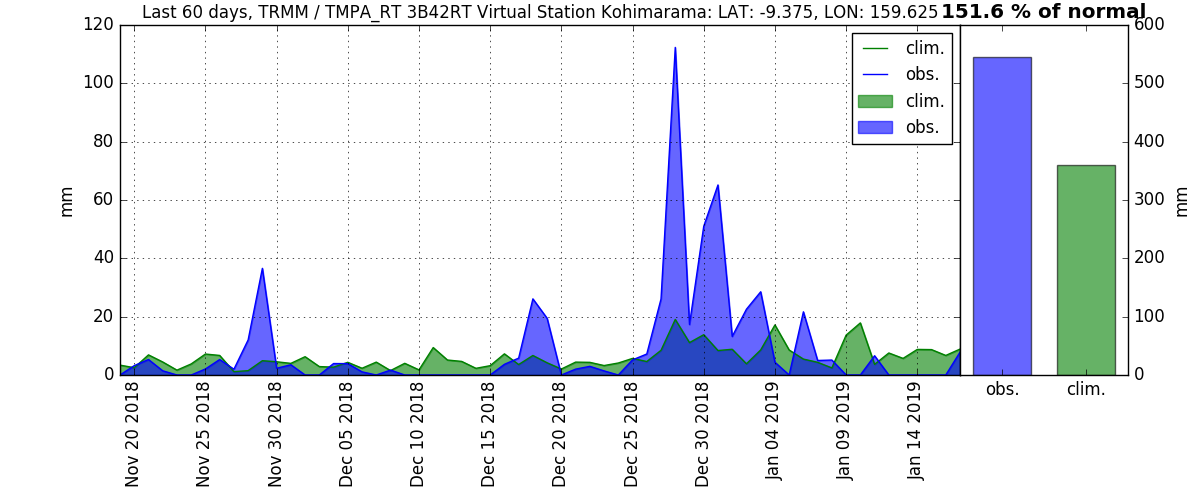 Last 60 days, TRMM / TMPA_RT 3B42RT Virtual Station Kohimarama: LAT: -9.375, LON: 159.625 151.6 % of normal
120
100
80
60
40
20
0
mm
clim.
obs.
clim.
obs.
600
500
400
300
200
100
0
mm
Nov 20 2018
Nov 25 2018
Nov 30 2018
Dec 05 2018
Dec 10 2018
Dec 15 2018
Dec 20 2018
Dec 25 2018
Dec 30 2018
Jan 04 2019
Jan 09 2019
Jan 14 2019
obs.
clim.